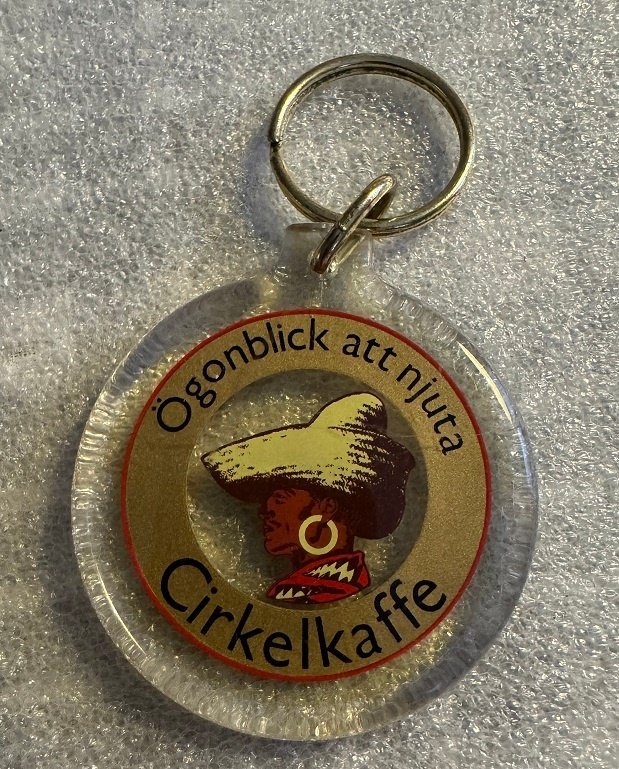 Ögonblick att njuta
Cirkelkaffe